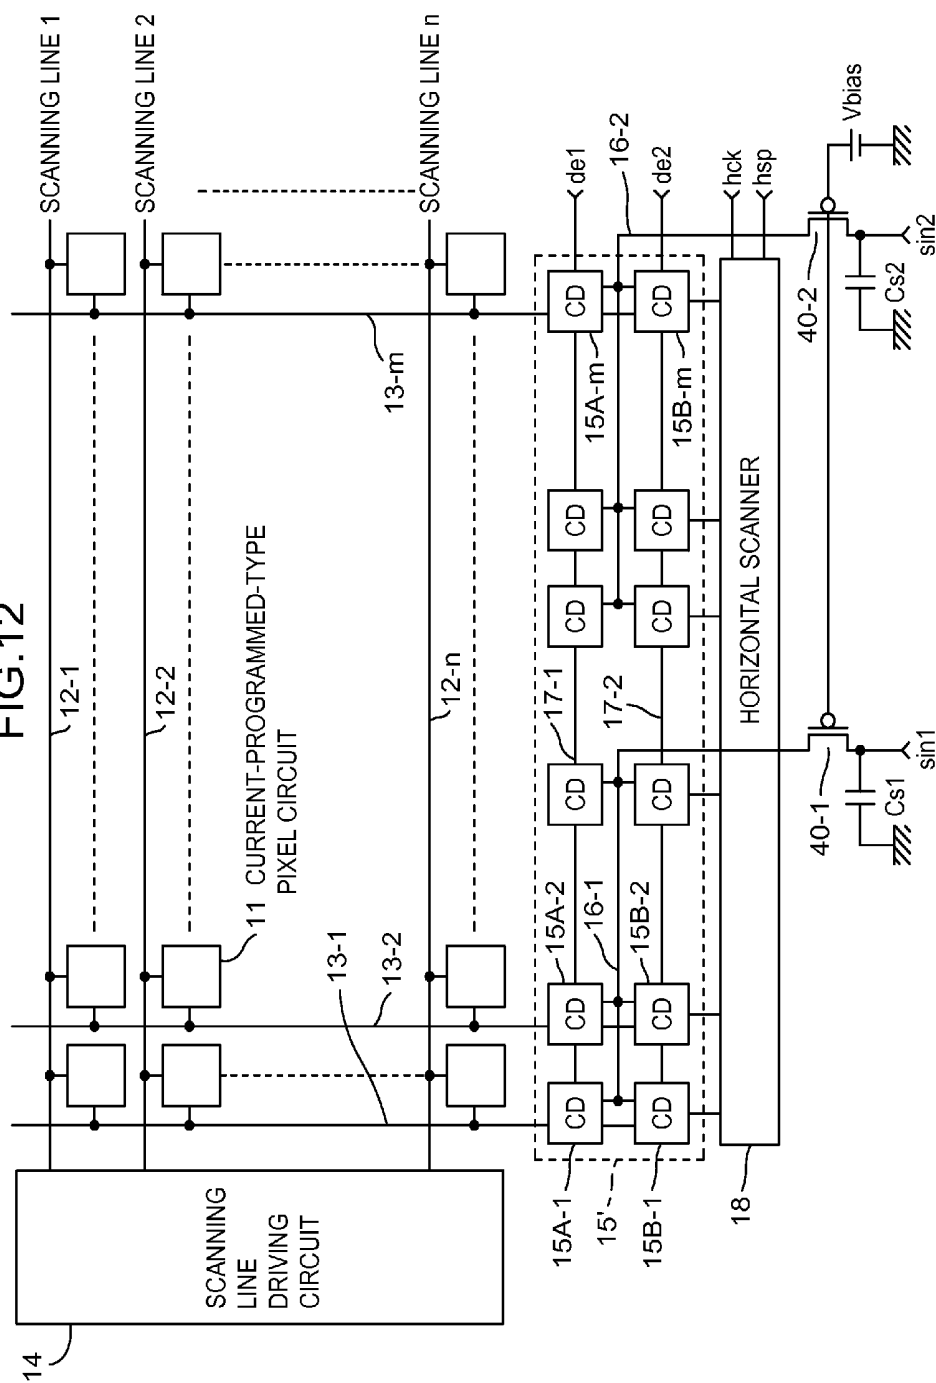 FIG.12
SCANNING LINE 1
SCANNING LINE 2
SCANNING LINE n
12-1
12-2
12-n
11 CURRENT-PROGRAMMED-TYPE
PIXEL CIRCUIT
13-1
13-2
13-m
14
SCANNING
LINE
DRIVING
CIRCUIT
15A-1
15'
15B-1
15A-2
16-1
15B-2
17-1
17-2
15A-m
15B-m
16-2
CD
CD
CD
CD
CD
CD
CD
CD
CD
CD
CD
CD
de1
de2
hck
hsp
18
HORIZONTAL SCANNER
40-1
Cs1
sin1
40-2
Cs2
sin2
Vbias